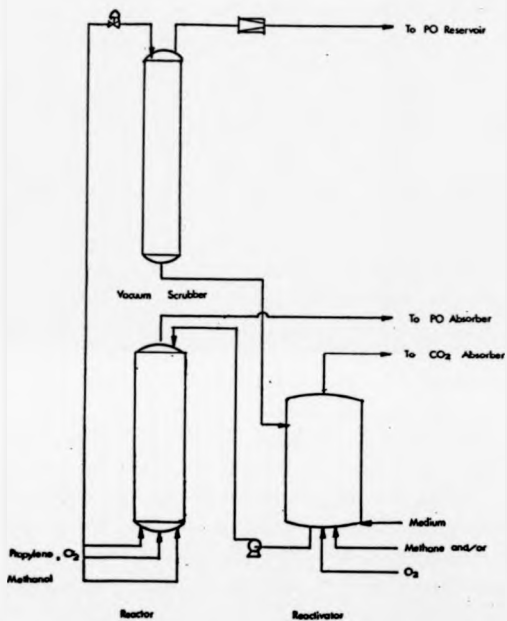 To PO Reservoir
Vacuum Scrubber
To PO Absorber
To CO₂ Absorber
Medium
Propylene, O₂
Methane and/or
Methanol
O₂
Reactor
Reactivator